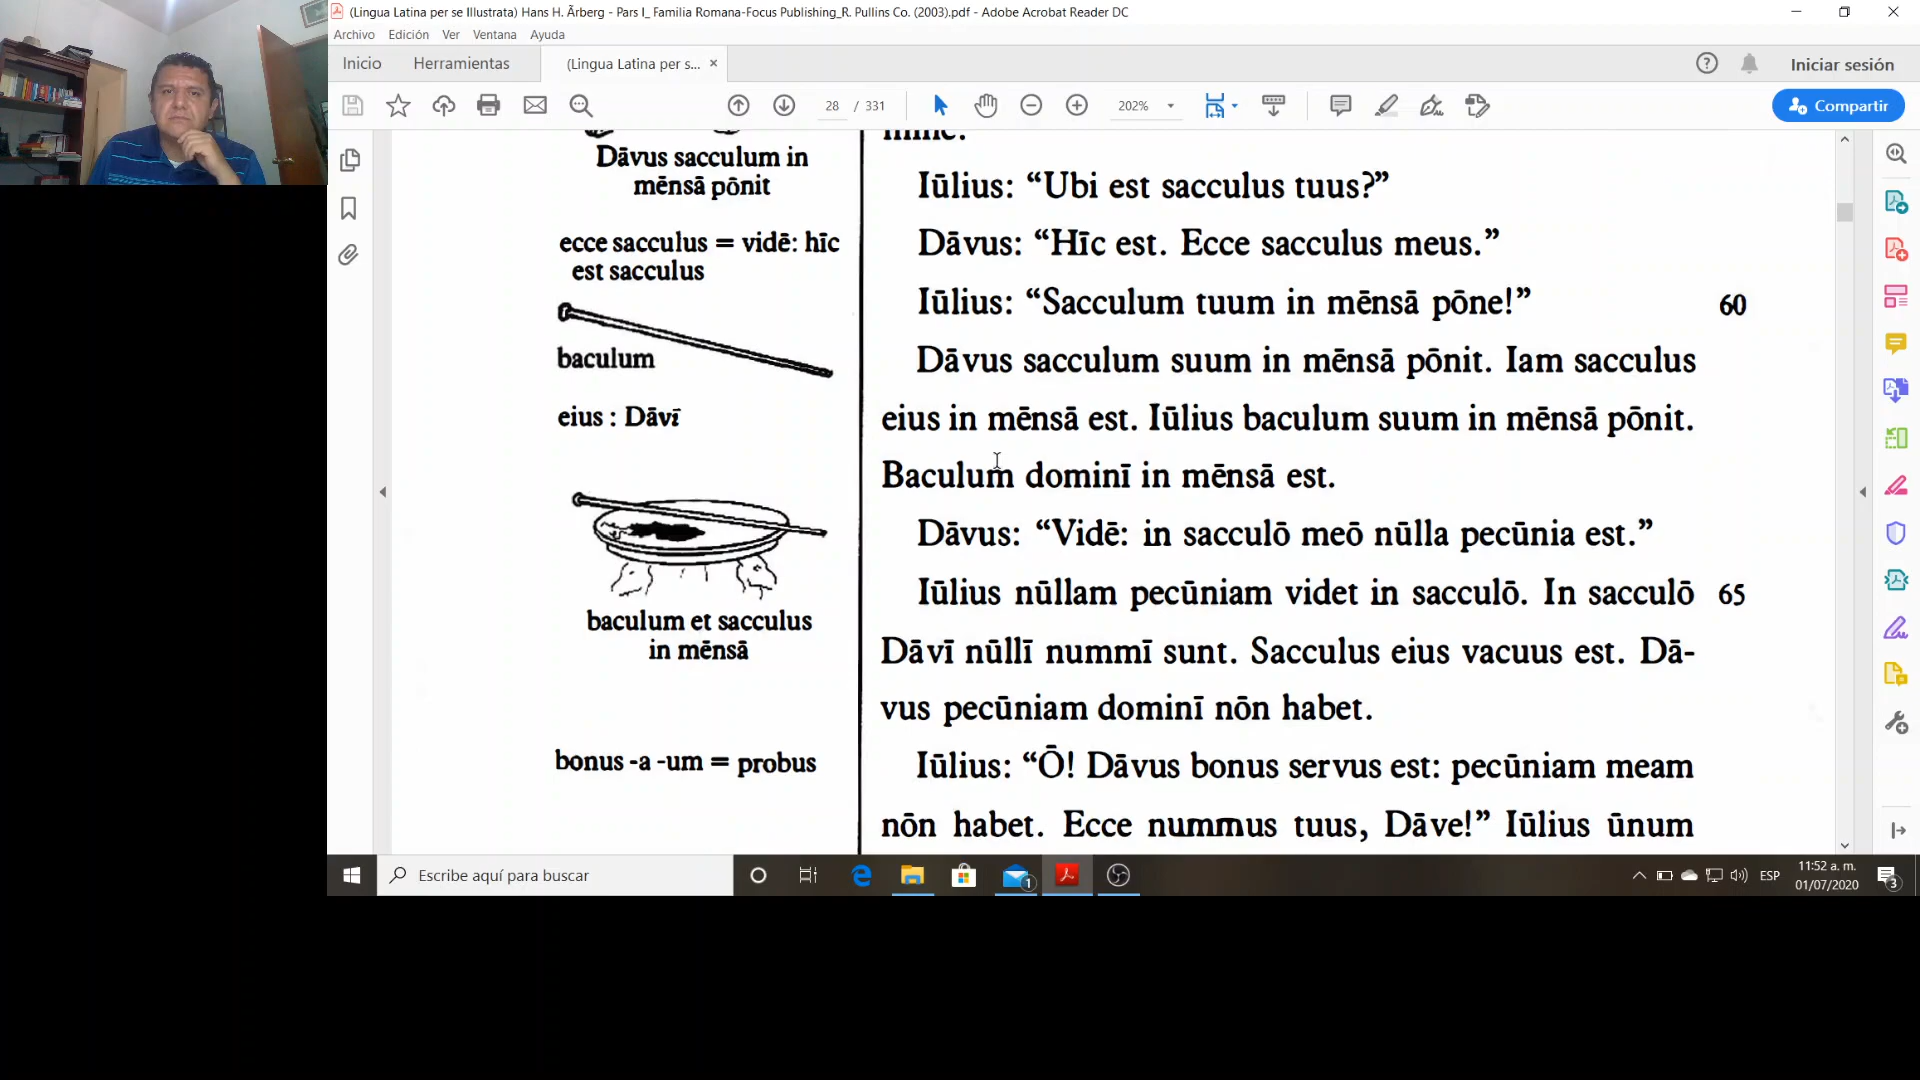 (Lingua Latina per se Illustrata) Hans H. Ãrberg - Pars I_ Familia Romana-Focus Publishing_R. Pullins Co. (2003).pdf - Adobe Acrobat Reader DC
Archivo Edición Ver Ventana Ayuda
Inicio Herramientas (Lingua Latina per s... × Iniciar sesión
28 / 331 202% Compartir
Dāvus sacculum in
mēnsā pōnit
ecce sacculus = vidē: hīc
est sacculus
baculum
eius : Dāvī
baculum et sacculus
in mēnsā
bonus -a -um = probus
Iūlius: “Ubi est sacculus tuus?”
Dāvus: “Hīc est. Ecce sacculus meus.”
Iūlius: “Sacculum tuum in mēnsā pōne!” 60
Dāvus sacculum suum in mēnsā pōnit. Iam sacculus
eius in mēnsā est. Iūlius baculum suum in mēnsā pōnit.
Baculum dominī in mēnsā est.
Dāvus: “Vidē: in sacculō meō nūlla pecūnia est.”
Iūlius nūllam pecūniam videt in sacculō. In sacculō 65
Dāvī nūllī nummī sunt. Sacculus eius vacuus est. Dā-
vus pecūniam dominī nōn habet.
Iūlius: “Ō! Dāvus bonus servus est: pecūniam meam
nōn habet. Ecce nummus tuus, Dāve!” Iūlius ūnum
Escribe aquí para buscar
1
ESP
11:52 a. m.
01/07/2020
3